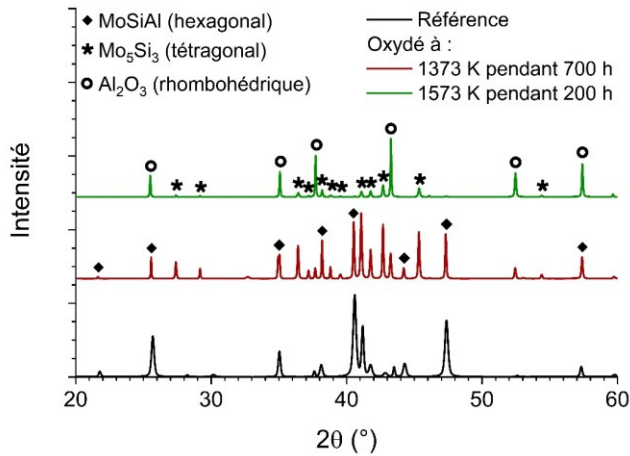 ◆ MoSiAl (hexagonal)
* Mo₅Si₃ (tétragonal)
o Al₂O₃ (rhombohédrique)
Référence
Oxydé à :
1373 K pendant 700 h
1573 K pendant 200 h
Intensité
20 30 40 50 60
2θ (°)